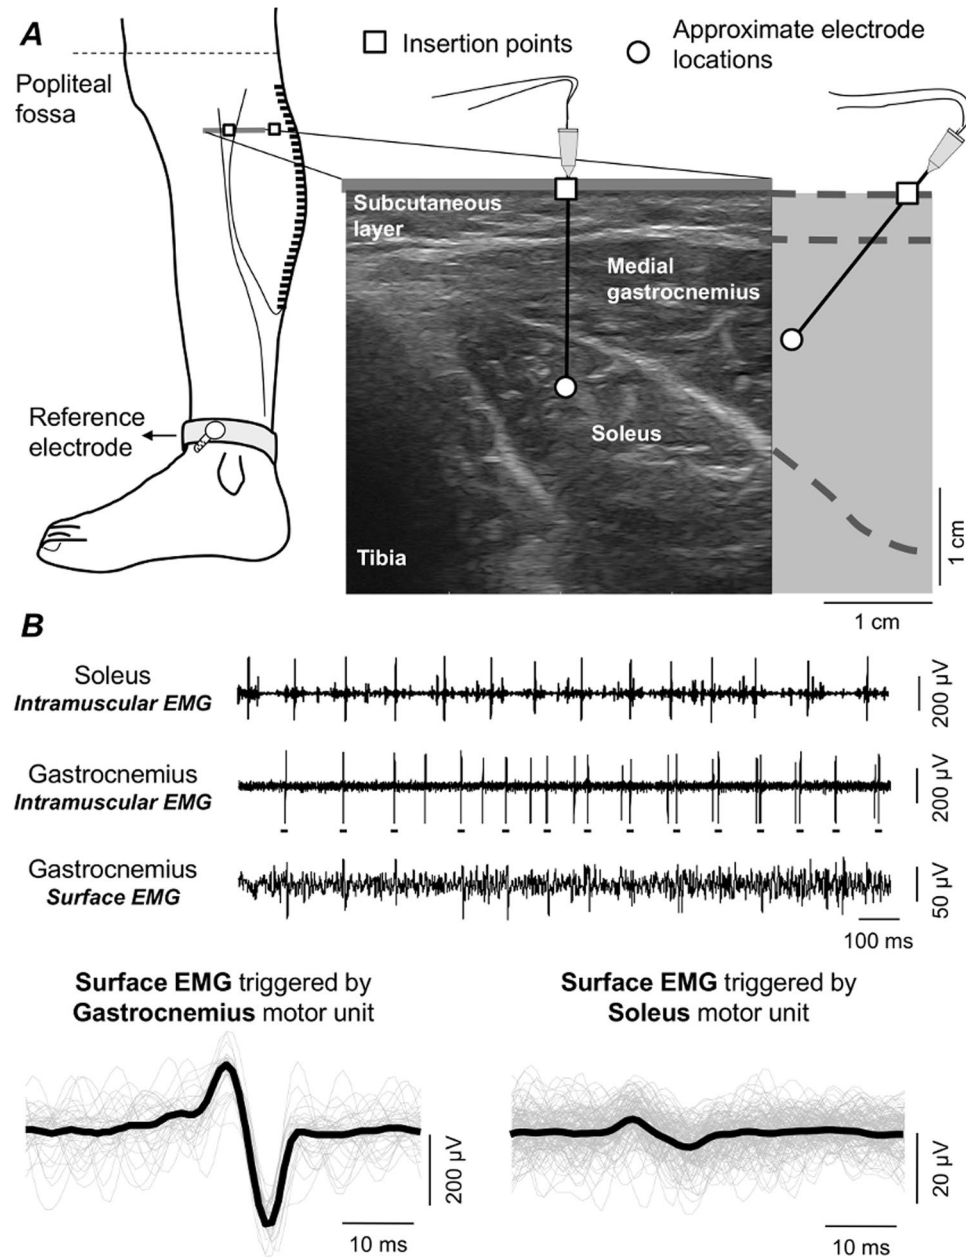 A
Insertion points
Approximate electrode
locations
Popliteal
fossa
Subcutaneous
layer
Medial
gastrocnemius
Reference
electrode
Soleus
Tibia
1 cm
1 cm
B
Soleus
Intramuscular EMG
200 µV
Gastrocnemius
Intramuscular EMG
200 µV
Gastrocnemius
Surface EMG
50 µV
100 ms
Surface EMG triggered by
Gastrocnemius motor unit
Surface EMG triggered by
Soleus motor unit
200 µV
10 ms
20 µV
10 ms